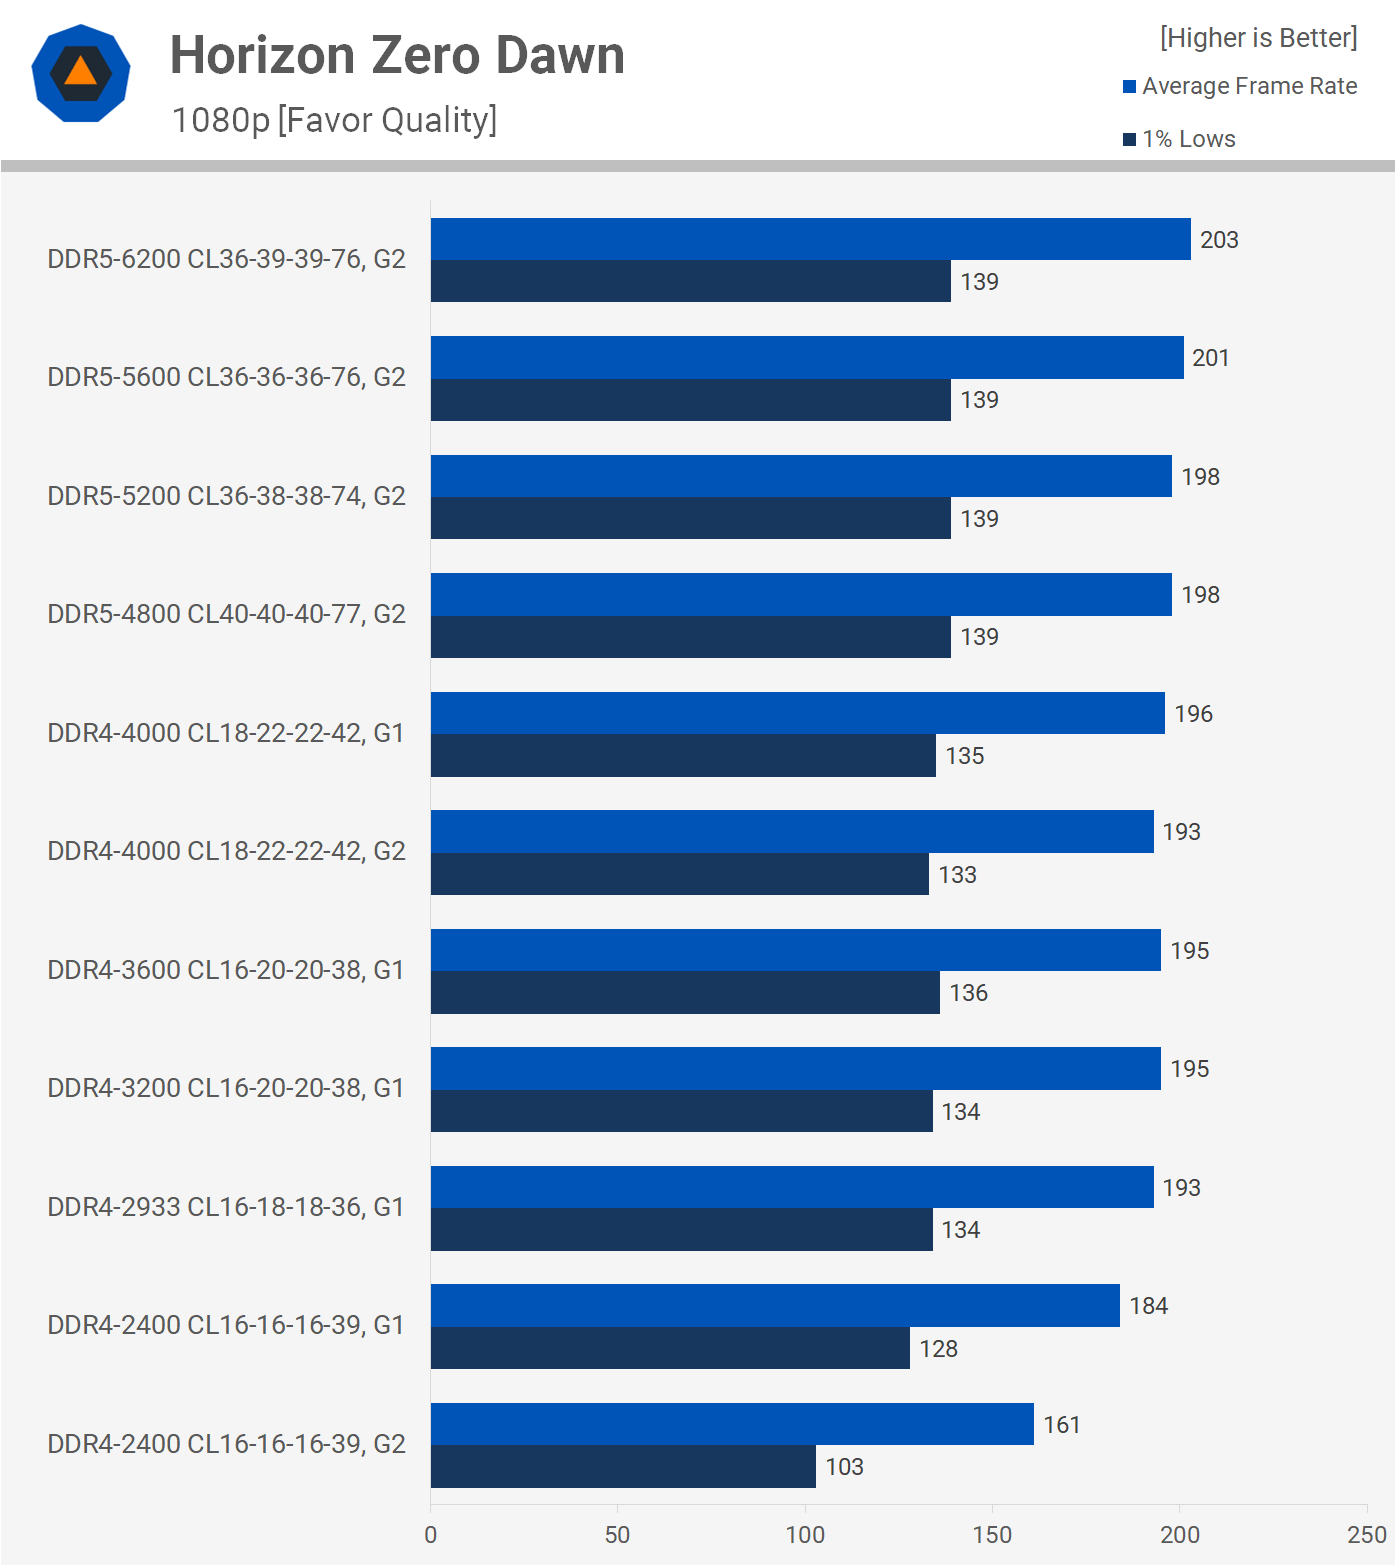 Horizon Zero Dawn
1080p [Favor Quality]
[Higher is Better]
Average Frame Rate
1% Lows
DDR5-6200 CL36-39-39-76, G2
203
139
DDR5-5600 CL36-36-36-76, G2
201
139
DDR5-5200 CL36-38-38-74, G2
198
139
DDR5-4800 CL40-40-40-77, G2
198
139
DDR4-4000 CL18-22-22-42, G1
196
135
DDR4-4000 CL18-22-22-42, G2
193
133
DDR4-3600 CL16-20-20-38, G1
195
136
DDR4-3200 CL16-20-20-38, G1
195
134
DDR4-2933 CL16-18-18-36, G1
193
134
DDR4-2400 CL16-16-16-39, G1
184
128
DDR4-2400 CL16-16-16-39, G2
161
103
0 50 100 150 200 250